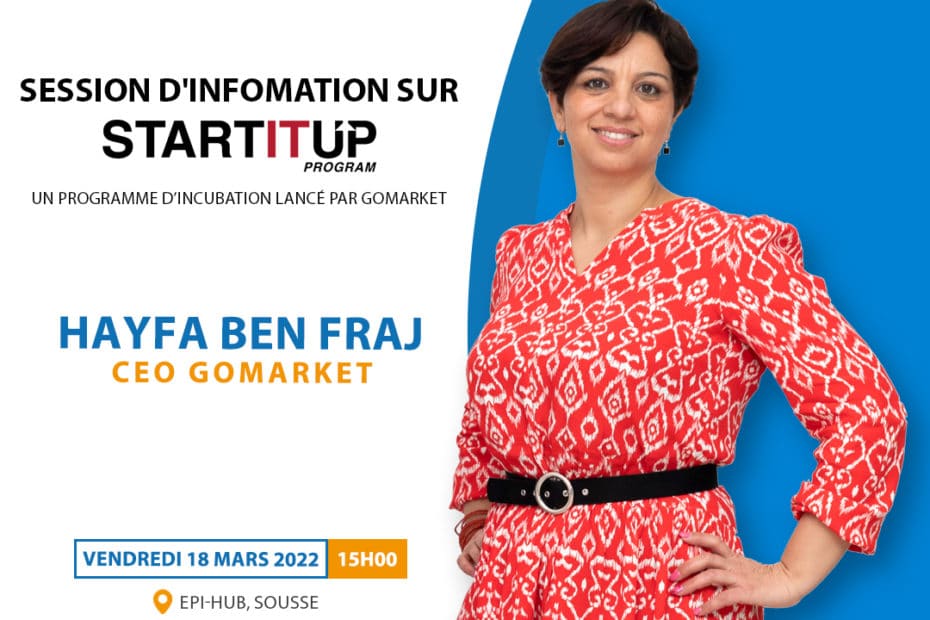 SESSION D'INFOMATION SUR
STARTITUP
PROGRAM
UN PROGRAMME D’INCUBATION LANCÉ PAR GOMARKET
HAYFA BEN FRAJ
CEO GOMARKET
VENDREDI 18 MARS 2022 15H00
EPI-HUB, SOUSSE